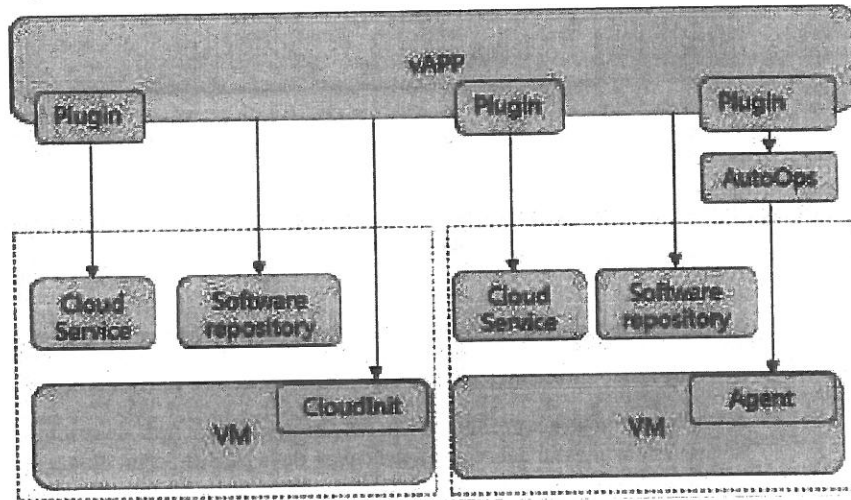 vAPP
Plugin
Plugin
Plugin
AutoOps
Cloud
Service
Software
repository
Cloud
Service
Software
repository
CloudInit
VM
Agent
VM